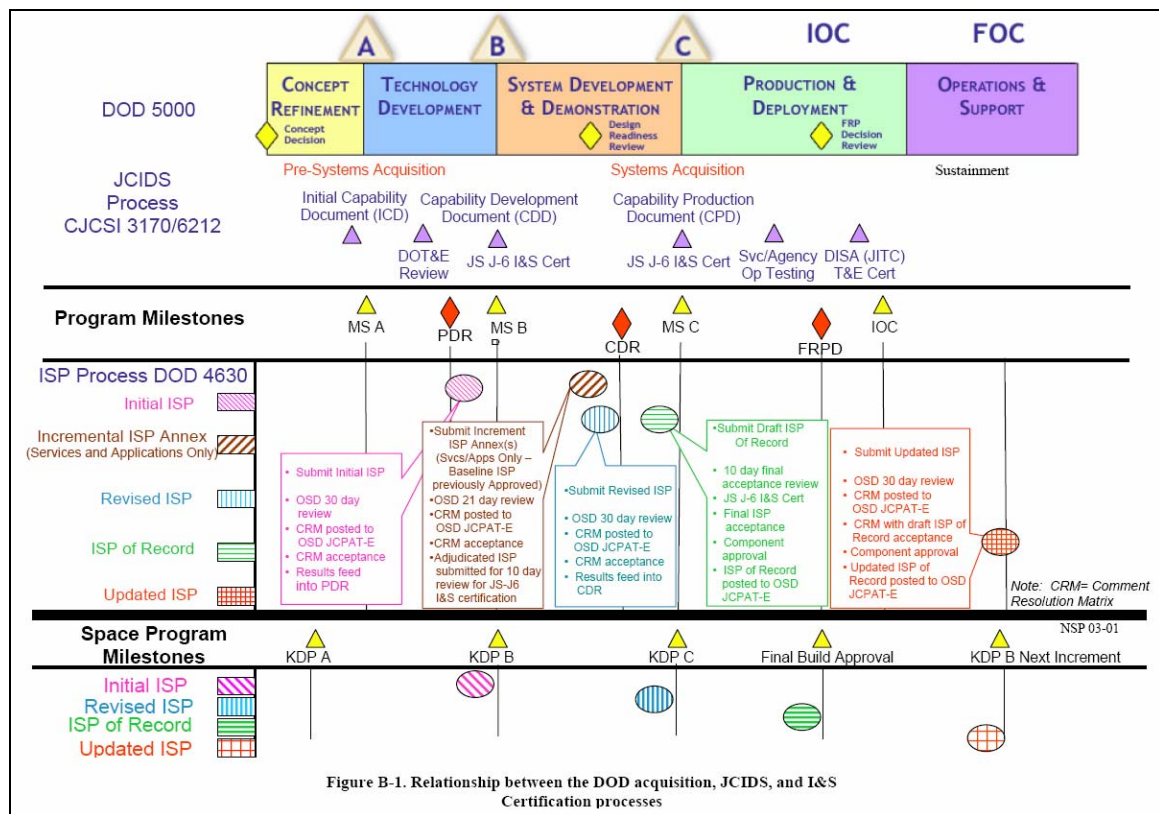 A
B
C
IOC
FOC
DOD 5000
CONCEPT
REFINEMENT
Concept
Decision
TECHNOLOGY
DEVELOPMENT
SYSTEM DEVELOPMENT
& DEMONSTRATION
Design
Readiness
Review
PRODUCTION &
DEPLOYMENT
FRP
Decision
Review
OPERATIONS &
SUPPORT
Pre-Systems Acquisition
Systems Acquisition
Sustainment
JCIDS
Process
CJCSI 3170/6212
Initial Capability
Document (ICD)
Capability Development
Document (CDD)
Capability Production
Document (CPD)
DOT&E
Review
JS J-6 I&S Cert
JS J-6 I&S Cert
Svc/Agency
Op Testing
DISA (JITC)
T&E Cert
Program Milestones
MS A
PDR
MS B
CDR
MS C
FRPD
IOC
ISP Process DOD 4630
Initial ISP
Incremental ISP Annex
(Services and Applications Only)
Revised ISP
ISP of Record
Updated ISP
• Submit Initial ISP
• OSD 30 day
review
• CRM posted to
OSD JCPAT-E
• CRM acceptance
• Results feed
into PDR
•Submit Increment
ISP Annex(s)
(Svcs/Apps Only –
Baseline ISP
previously Approved)
•OSD 21 day review
•CRM posted to
OSD JCPAT-E
•CRM acceptance
•Adjudicated ISP
submitted for 10 day
review for JS-J6
I&S certification
•Submit Revised ISP
•OSD 30 day review
• CRM posted to
OSD JCPAT-E
• CRM acceptance
• Results feed into
CDR
•Submit Draft ISP
Of Record
• 10 day final
acceptance review
• JS J-6 I&S Cert
• Final ISP
acceptance
• Component
approval
• ISP of Record
posted to OSD
JCPAT-E
• Submit Updated ISP
• OSD 30 day review
• CRM posted to
OSD JCPAT-E
• CRM with draft ISP of
Record acceptance
• Component approval
• Updated ISP of
Record posted to OSD
JCPAT-E
Note: CRM= Comment
Resolution Matrix
NSP 03-01
Space Program
Milestones
KDP A
KDP B
KDP C
Final Build Approval
KDP B Next Increment
Initial ISP
Revised ISP
ISP of Record
Updated ISP
Figure B-1. Relationship between the DOD acquisition, JCIDS, and I&S
Certification processes